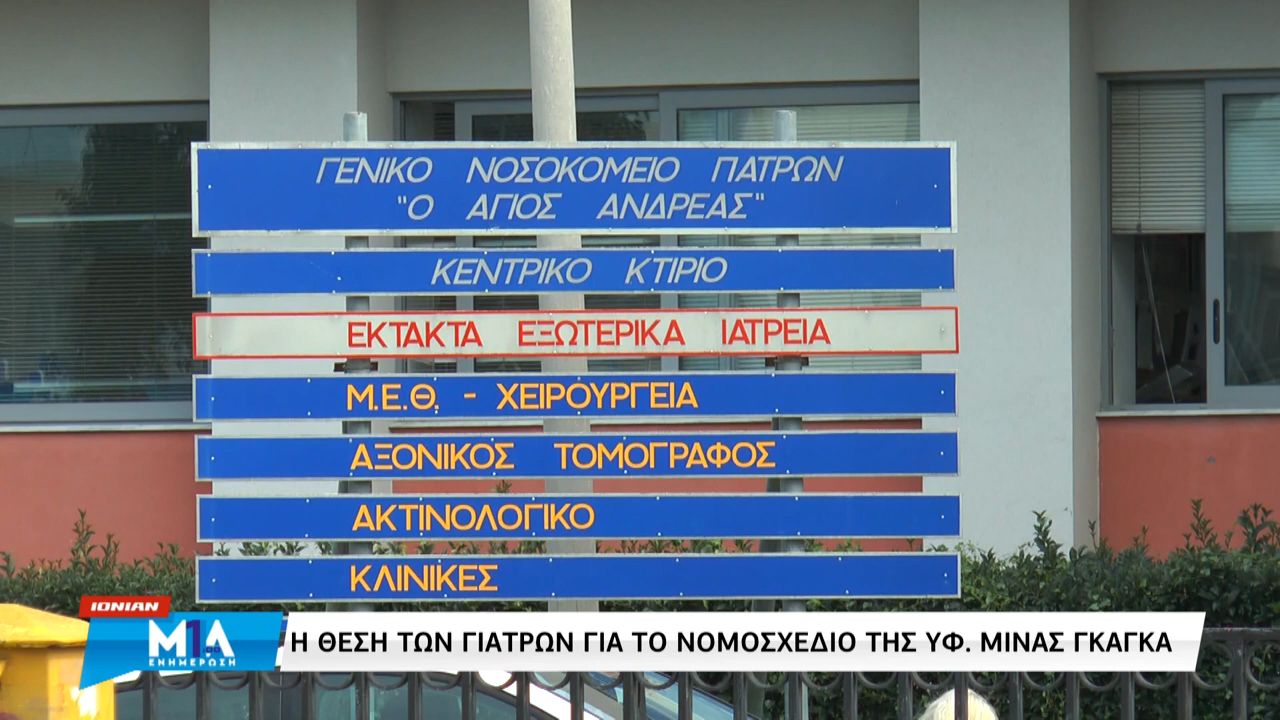 ΓΕΝΙΚΟ ΝΟΣΟΚΟΜΕΙΟ ΠΑΤΡΩΝ
"Ο ΑΓΙΟΣ ΑΝΔΡΕΑΣ"
ΚΕΝΤΡΙΚΟ ΚΤΙΡΙΟ
ΕΚΤΑΚΤΑ ΕΞΩΤΕΡΙΚΑ ΙΑΤΡΕΙΑ
Μ.Ε.Θ. - ΧΕΙΡΟΥΡΓΕΙΑ
ΑΞΟΝΙΚΟΣ ΤΟΜΟΓΡΑΦΟΣ
ΑΚΤΙΝΟΛΟΓΙΚΟ
ΚΛΙΝΙΚΕΣ
IONIAN
Μ1Α
ΕΝΗΜΕΡΩΣΗ
Η ΘΕΣΗ ΤΩΝ ΓΙΑΤΡΩΝ ΓΙΑ ΤΟ ΝΟΜΟΣΧΕΔΙΟ ΤΗΣ ΥΦ. ΜΙΝΑΣ ΓΚΑΓΚΑ